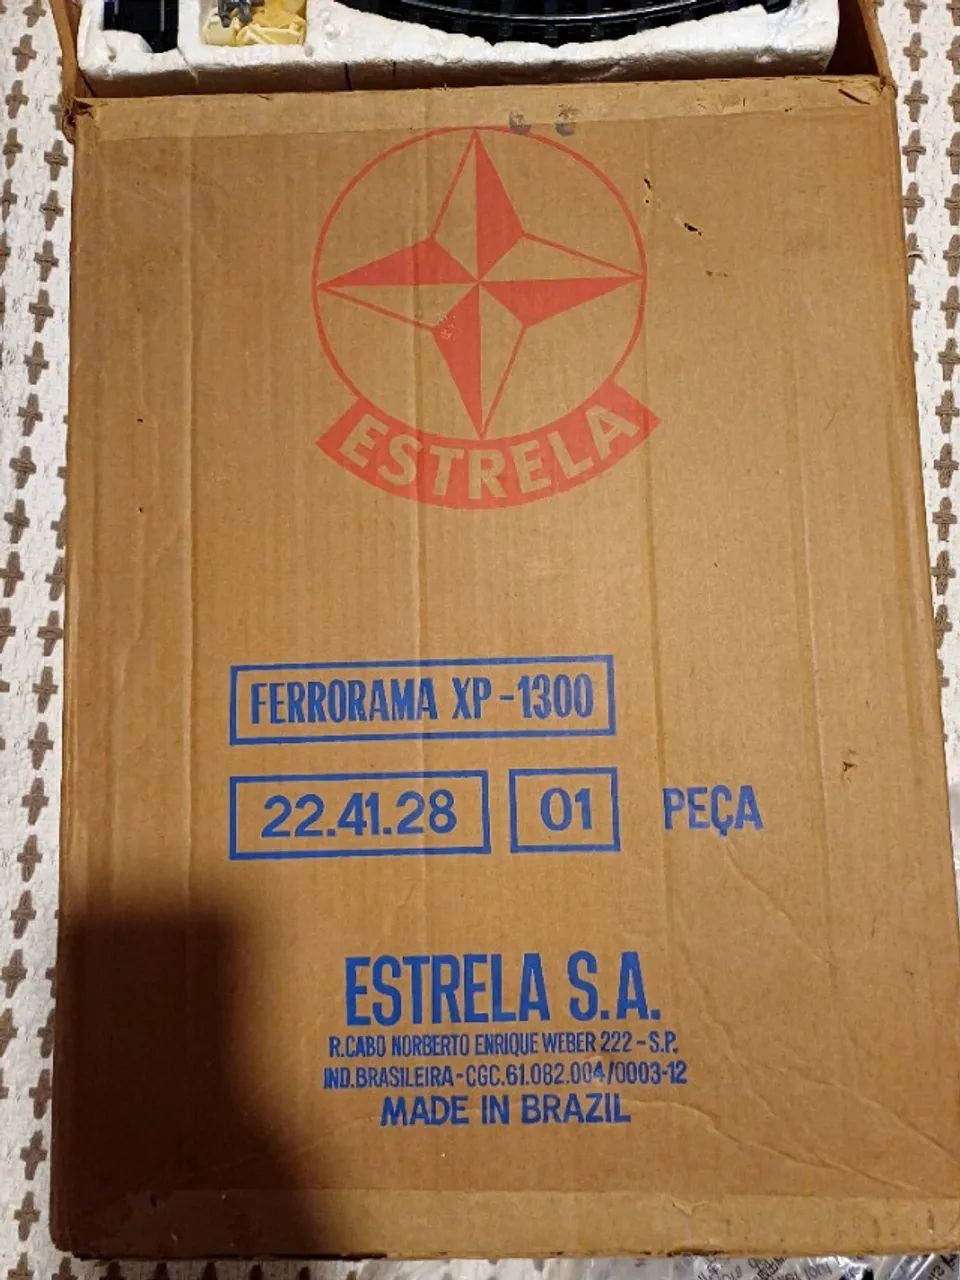 ESTRELA
FERRORAMA XP-1300
22.41.28 01 PEÇA
ESTRELA S.A.
R.CABO NORBERTO ENRIQUE WEBER 222-S.P.
IND.BRASILEIRA-CGC.61.082.004/0003-12
MADE IN BRAZIL